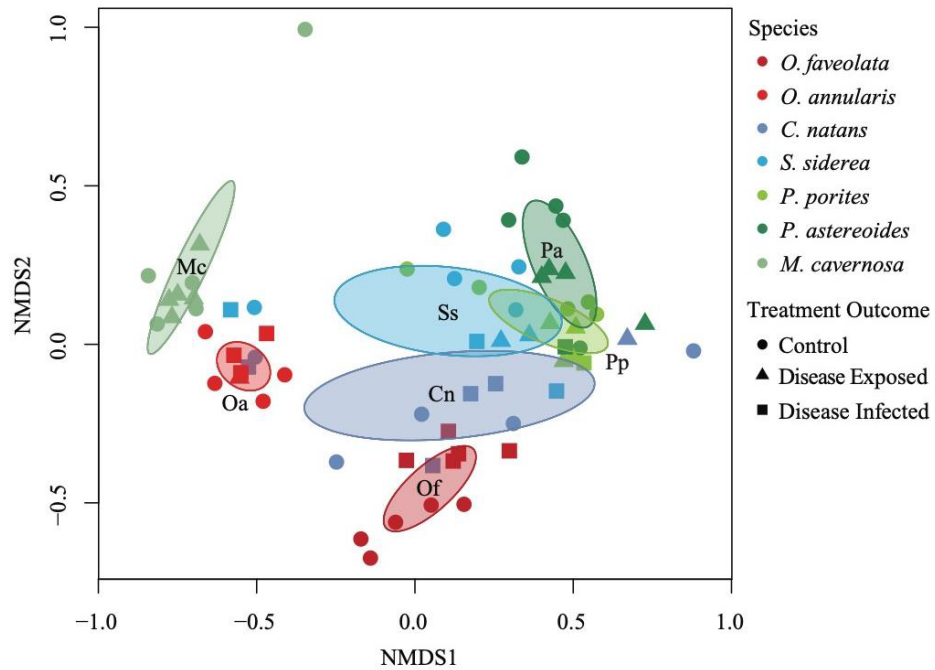 1.0
0.5
0.0
−0.5
NMDS2
−1.0
−0.5
0.0
0.5
1.0
NMDS1
Mc
Pa
Ss
Pp
Oa
Cn
Of
Species
O. faveolata
O. annularis
C. natans
S. siderea
P. porites
P. astereoides
M. cavernosa
Treatment Outcome
Control
Disease Exposed
Disease Infected